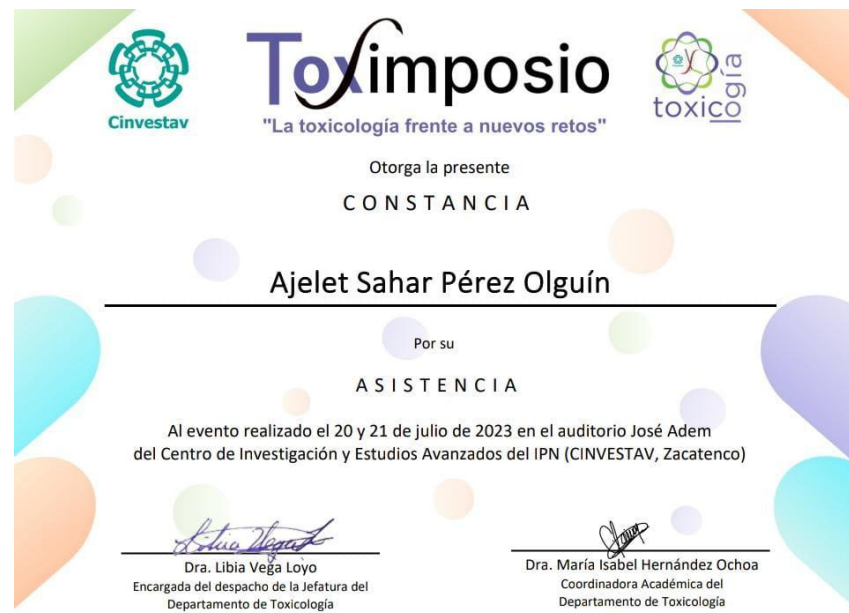 Cinvestav
Toximposio
"La toxicología frente a nuevos retos"
toxicología
Otorga la presente
CONSTANCIA
Ajelet Sahar Pérez Olguín
Por su
ASISTENCIA
Al evento realizado el 20 y 21 de julio de 2023 en el auditorio José Adem
del Centro de Investigación y Estudios Avanzados del IPN (CINVESTAV, Zacatenco)
Dra. Libia Vega Loyo
Encargada del despacho de la Jefatura del
Departamento de Toxicología
Dra. María Isabel Hernández Ochoa
Coordinadora Académica del
Departamento de Toxicología